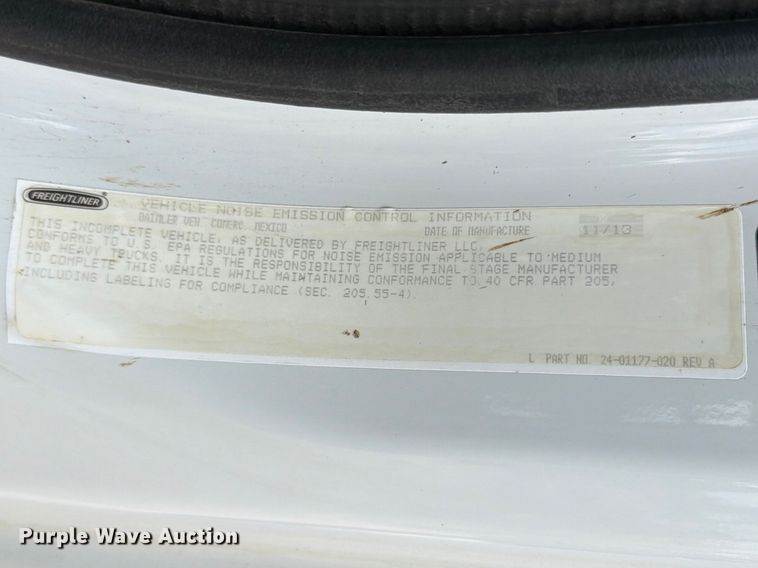 FREIGHTLINER
VEHICLE NOISE EMISSION CONTROL INFORMATION
DAIMLER VEH. COMERC. MEXICO DATE OF MANUFACTURE 11/13
THIS INCOMPLETE VEHICLE, AS DELIVERED BY FREIGHTLINER LLC,
CONFORMS TO U.S. EPA REGULATIONS FOR NOISE EMISSION APPLICABLE TO MEDIUM
AND HEAVY TRUCKS. IT IS THE RESPONSIBILITY OF THE FINAL STAGE MANUFACTURER
TO COMPLETE THIS VEHICLE WHILE MAINTAINING CONFORMANCE TO 40 CFR PART 205,
INCLUDING LABELING FOR COMPLIANCE (SEC. 205.55-4).
L PART NO. 24-01177-020 REV A
Purple Wave Auction